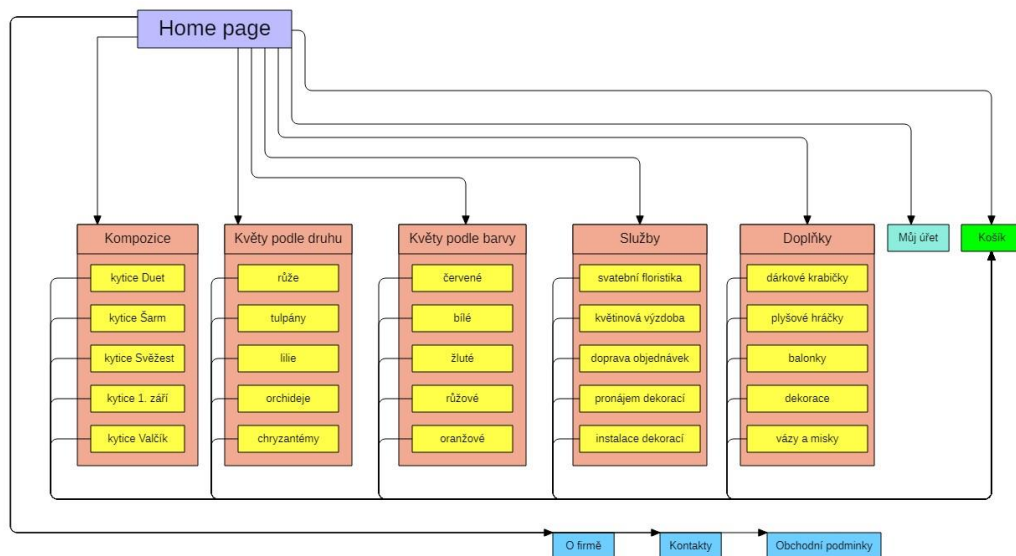 Home page
Kompozice
kytice Duet
kytice Šarm
kytice Svěžest
kytice 1. září
kytice Valčík
Květy podle druhu
růže
tulpány
lilie
orchideje
chryzantémy
Květy podle barvy
červené
bílé
žluté
růžové
oranžové
Služby
svatební floristika
květinová výzdoba
doprava objednávek
pronájem dekorací
instalace dekorací
Doplňky
dárkové krabičky
plyšové hráčky
balonky
dekorace
vázy a misky
Můj úřet
Košík
O firmě
Kontakty
Obchodní podminky